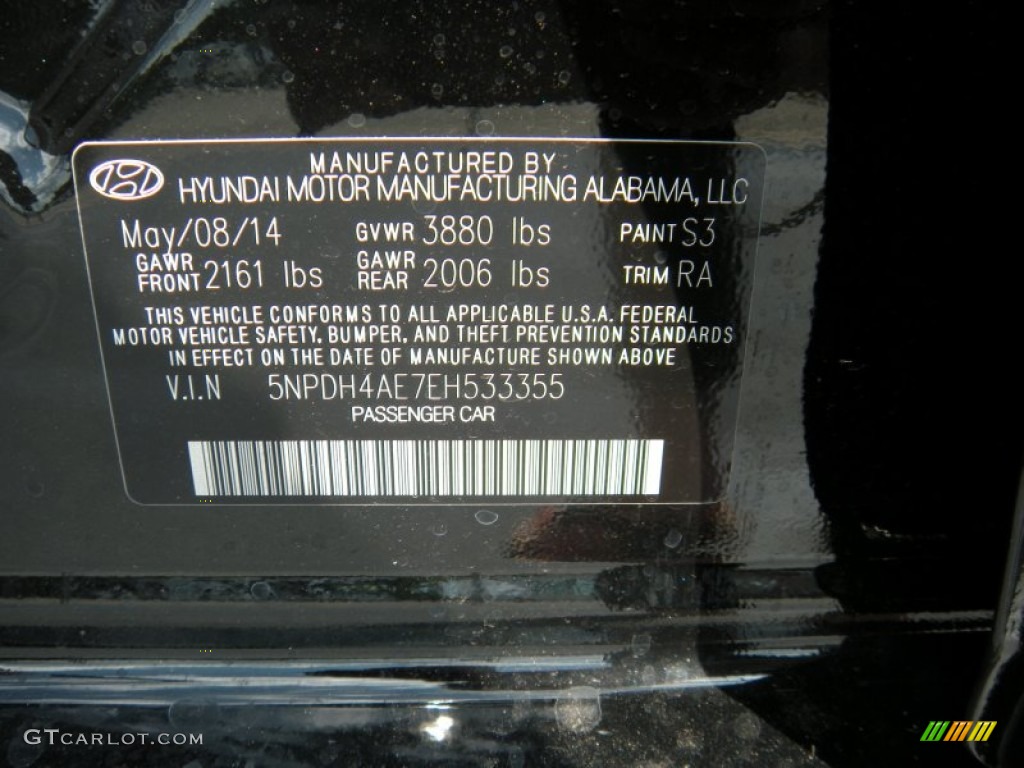 MANUFACTURED BY
HYUNDAI MOTOR MANUFACTURING ALABAMA, LLC
May/08/14 GVWR 3880 lbs PAINT S3
GAWR FRONT 2161 lbs GAWR REAR 2006 lbs TRIM RA
THIS VEHICLE CONFORMS TO ALL APPLICABLE U.S.A. FEDERAL
MOTOR VEHICLE SAFETY, BUMPER, AND THEFT PREVENTION STANDARDS
IN EFFECT ON THE DATE OF MANUFACTURE SHOWN ABOVE
V.I.N 5NPDH4AE7EH533355
PASSENGER CAR
GTCARLOT.COM